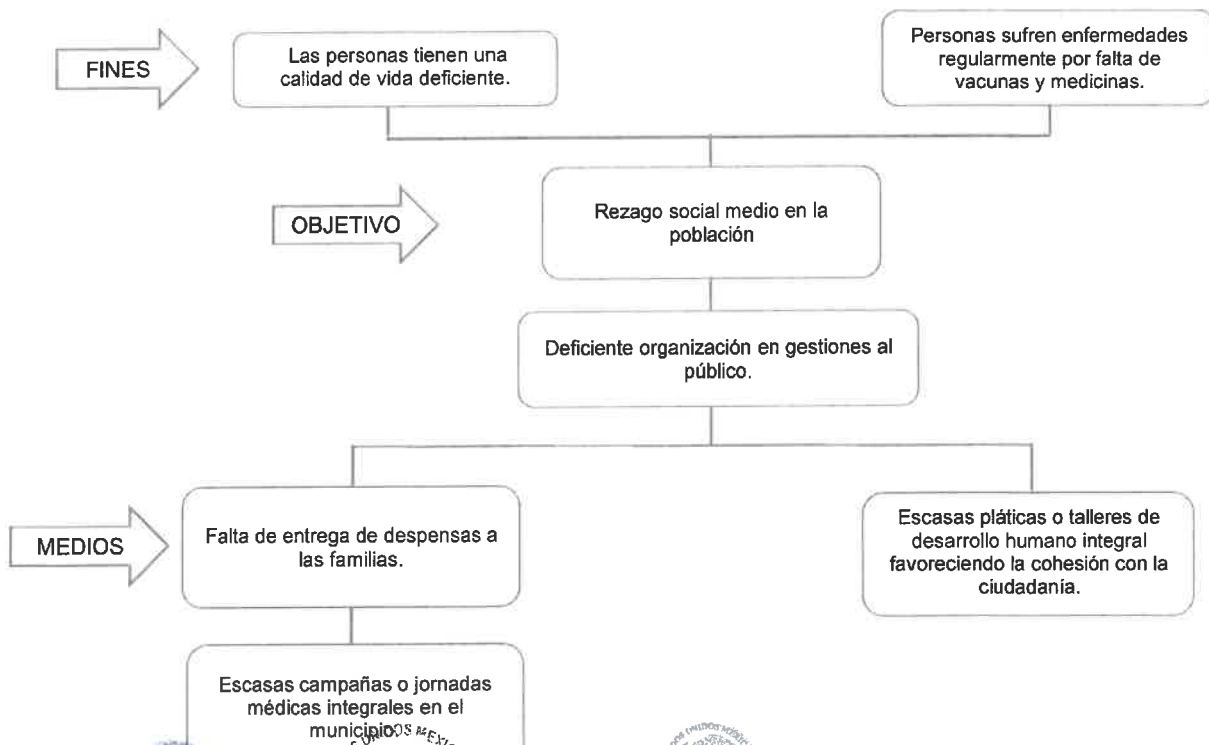 FINES
Las personas tienen una
calidad de vida deficiente.
Personas sufren enfermedades
regularmente por falta de
vacunas y medicinas.
OBJETIVO
Rezago social medio en la
población
Deficiente organización en gestiones al
público.
MEDIOS
Falta de entrega de despensas a
las familias.
Escasas pláticas o talleres de
desarrollo humano integral
favoreciendo la cohesión con la
ciudadanía.
Escasas campañas o jornadas
médicas integrales en el
municipio.
UNIDOS
UNIDOS